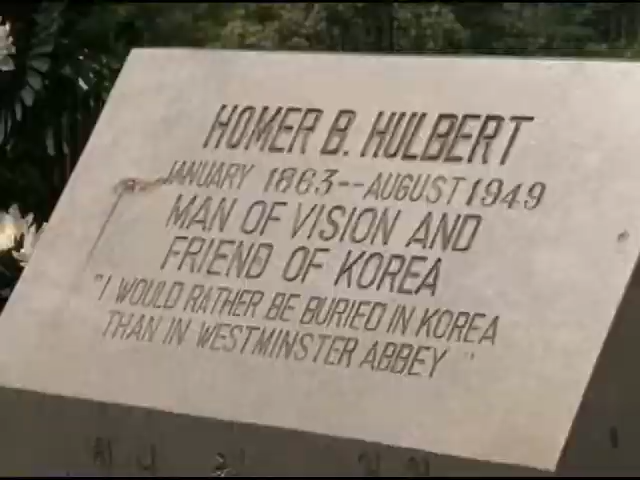 HOMER B. HULBERT
JANUARY 1863--AUGUST 1949
MAN OF VISION AND
FRIEND OF KOREA
"I WOULD RATHER BE BURIED IN KOREA
THAN IN WESTMINSTER ABBEY"